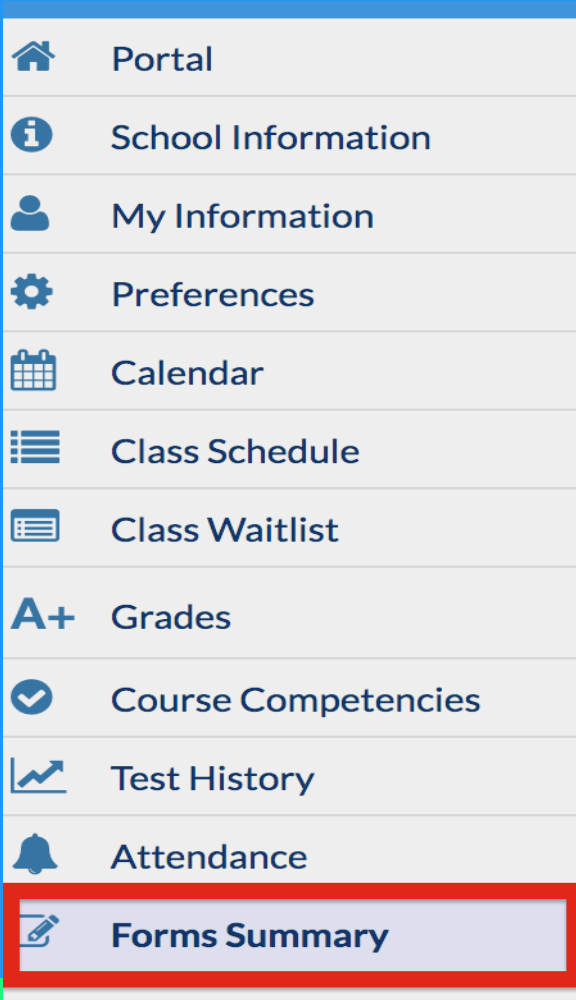 Portal
School Information
My Information
Preferences
Calendar
Class Schedule
Class Waitlist
A+ Grades
Course Competencies
Test History
Attendance
Forms Summary